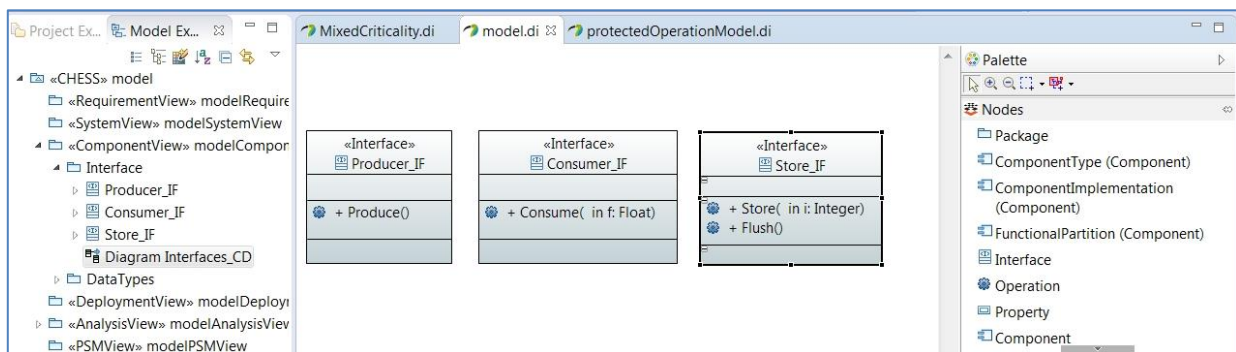 Project Ex...  Model Ex...
«CHESS» model
«RequirementView» modelRequire
«SystemView» modelSystemView
«ComponentView» modelCompon
Interface
Producer_IF
Consumer_IF
Store_IF
Diagram Interfaces_CD
DataTypes
«DeploymentView» modelDeploy
«AnalysisView» modelAnalysisView
«PSMView» modelPSMView
MixedCriticality.di  model.di  protectedOperationModel.di
«Interface»
Producer_IF
+ Produce()
«Interface»
Consumer_IF
+ Consume( in f: Float)
«Interface»
Store_IF
+ Store( in i: Integer)
+ Flush()
Palette
Nodes
Package
ComponentType (Component)
ComponentImplementation
(Component)
FunctionalPartition (Component)
Interface
Operation
Property
Component